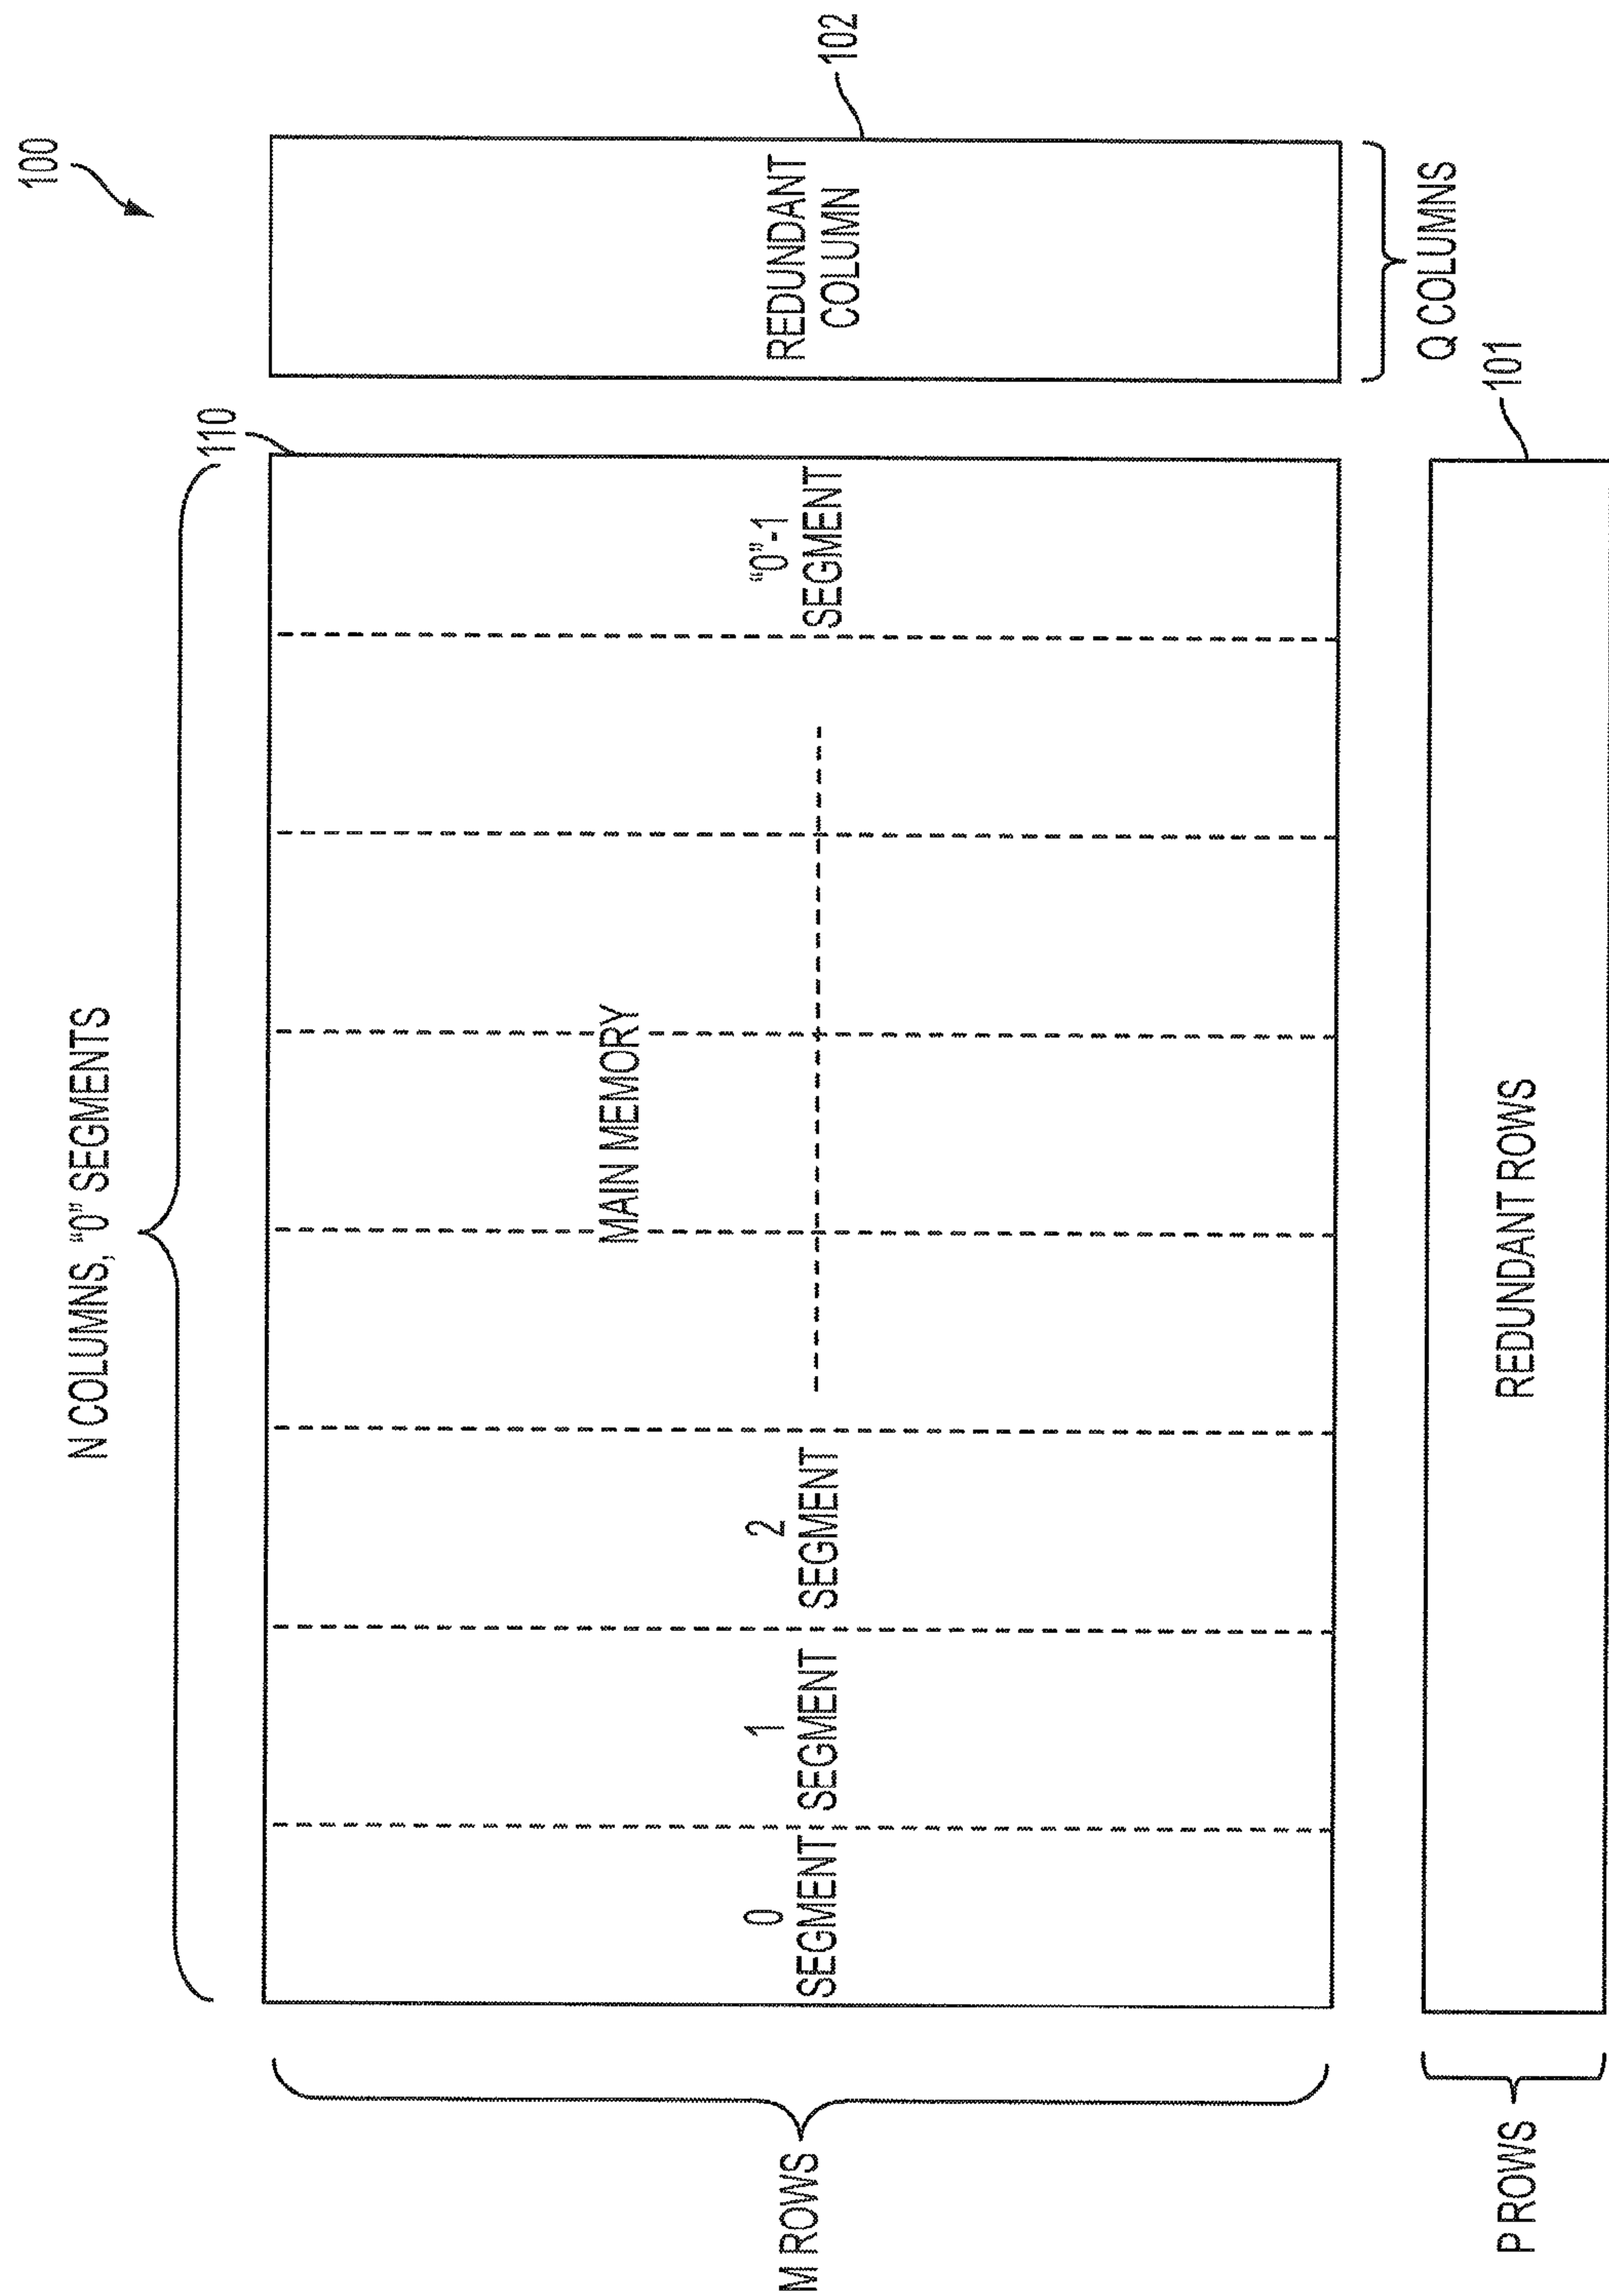 100
N COLUMNS, "0" SEGMENTS
110
102
MAIN MEMORY
REDUNDANT
COLUMN
0
SEGMENT
1
SEGMENT
2
SEGMENT
"0"-1
SEGMENT
M ROWS
Q COLUMNS
101
REDUNDANT ROWS
P ROWS